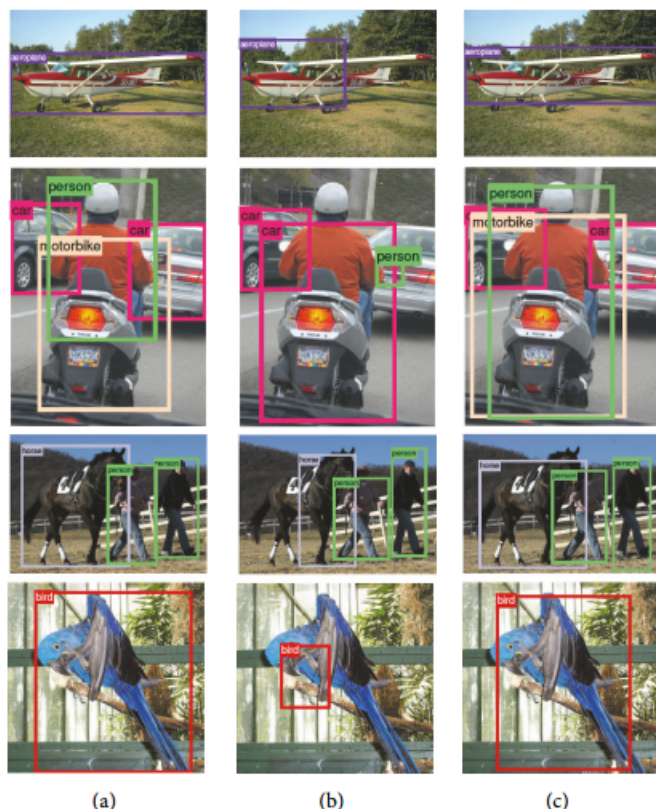 aeroplane
aeroplane
aeroplane
person
car
car
motorbike
car
car
person
person
car
motorbike
car
horse
person
person
horse
person
person
horse
person
person
bird
bird
bird
(a)
(b)
(c)